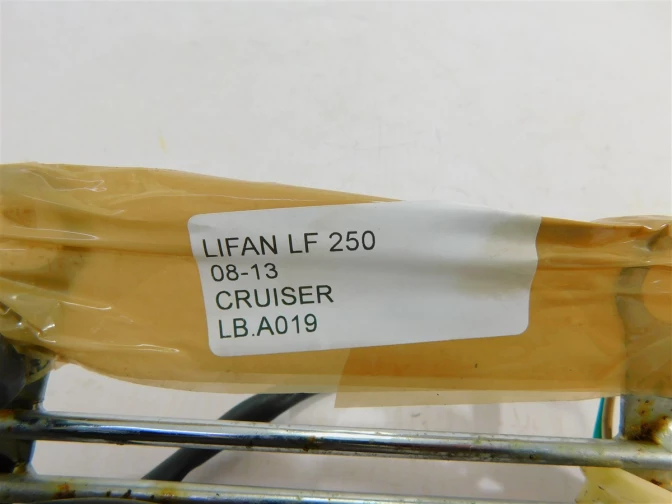 LIFAN LF 250
08-13
CRUISER
LB.A019